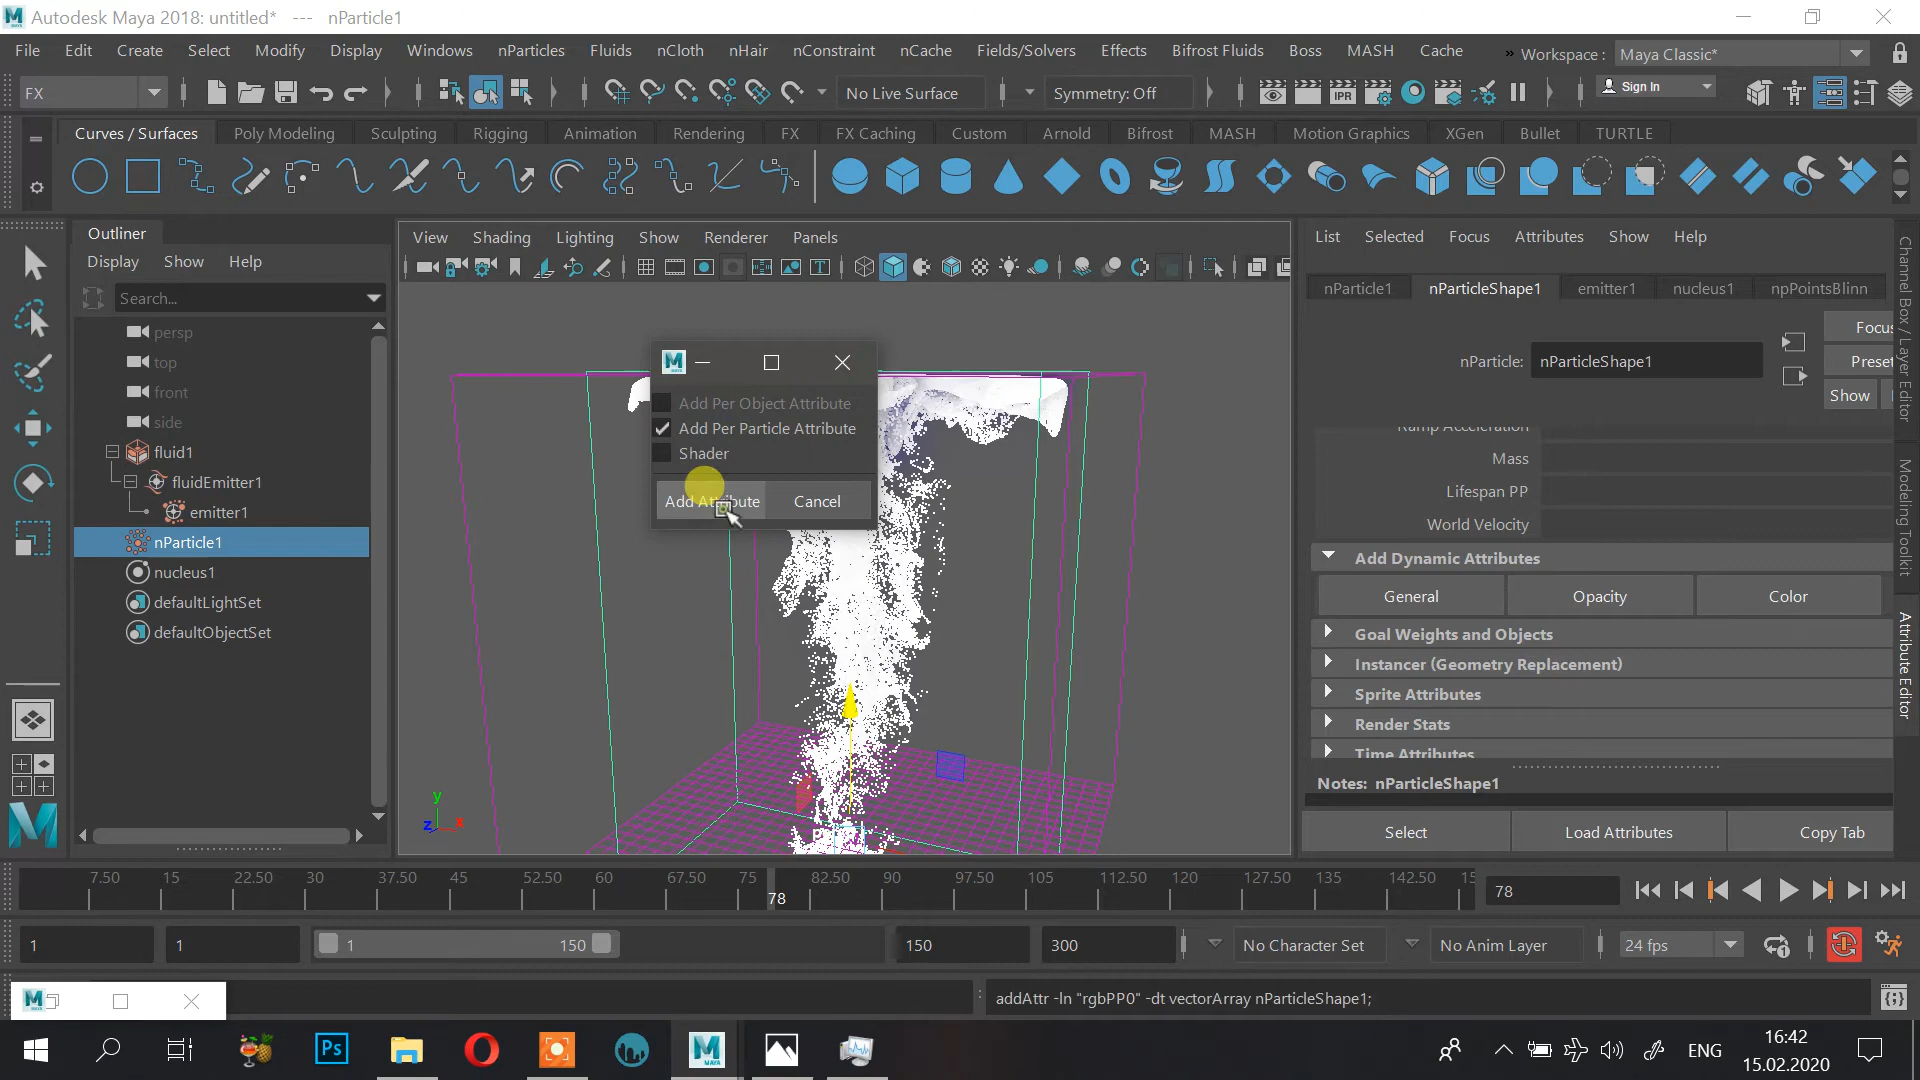 Autodesk Maya 2018: untitled*   ---   nParticle1
File Edit Create Select Modify Display Windows nParticles Fluids nCloth nHair nConstraint nCache Fields/Solvers Effects Bifrost Fluids Boss MASH Cache » Workspace : Maya Classic*
FX No Live Surface Symmetry: Off Sign In
IPR
Curves / Surfaces Poly Modeling Sculpting Rigging Animation Rendering FX FX Caching Custom Arnold Bifrost MASH Motion Graphics XGen Bullet TURTLE
Outliner
Display Show Help
Search...
persp
top
front
side
fluid1
fluidEmitter1
emitter1
nParticle1
nucleus1
defaultLightSet
defaultObjectSet
View Shading Lighting Show Renderer Panels
Add Per Object Attribute
Add Per Particle Attribute
Shader
Add Attribute Cancel
y
z x
List Selected Focus Attributes Show Help
nParticle1 nParticleShape1 emitter1 nucleus1 npPointsBlinn
nParticle: nParticleShape1
Focus
Preset
Show
Ramp Acceleration
Mass
Lifespan PP
World Velocity
Add Dynamic Attributes
General Opacity Color
Goal Weights and Objects
Instancer (Geometry Replacement)
Sprite Attributes
Render Stats
Time Attributes
Notes: nParticleShape1
Select Load Attributes Copy Tab
Channel Box / Layer Editor
Modeling Toolkit
Attribute Editor
7.50 15 22.50 30 37.50 45 52.50 60 67.50 75 82.50 90 97.50 105 112.50 120 127.50 135 142.50 15
78
78
1 1 1 150 150 300 No Character Set No Anim Layer 24 fps
addAttr -ln "rgbPP0" -dt vectorArray nParticleShape1;
Ps
MAYA
ENG
16:42
15.02.2020